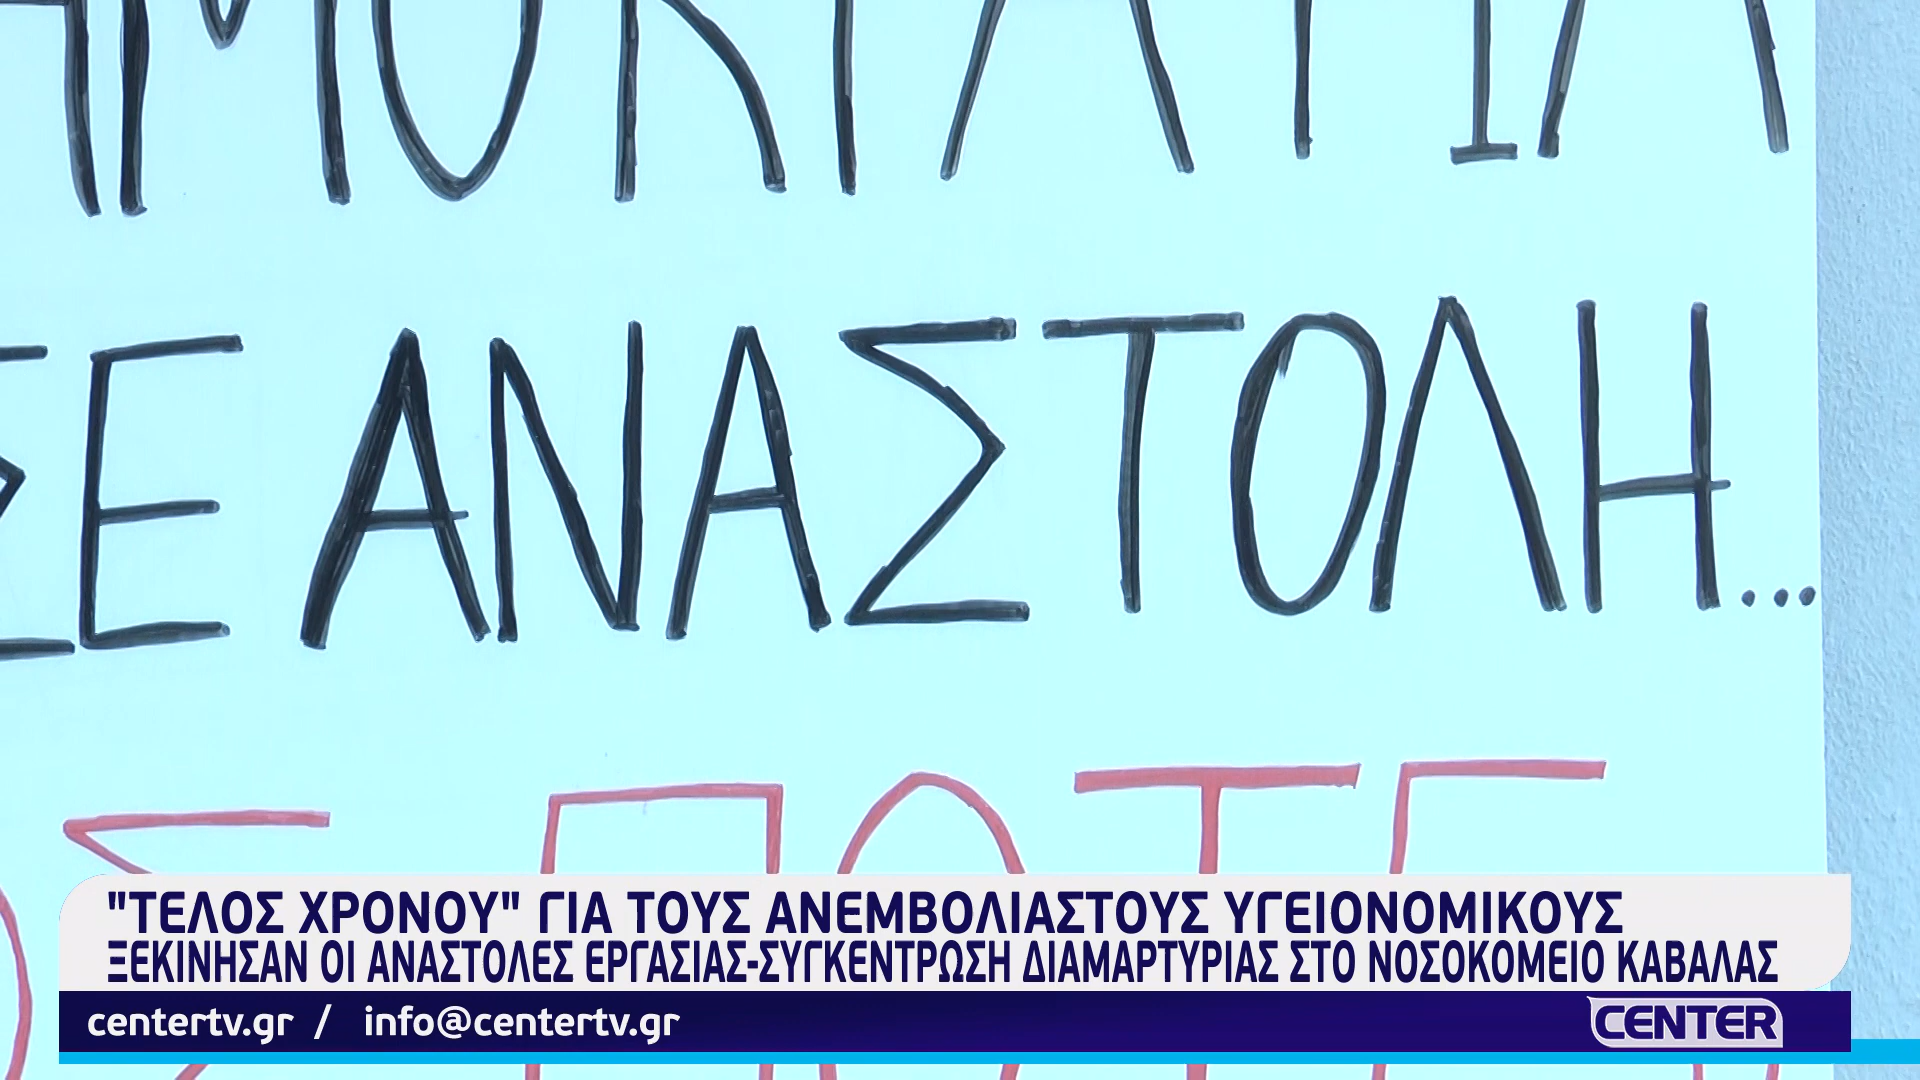 ΣΕ ΑΝΑΣΤΟΛΗ...
"ΤΕΛΟΣ ΧΡΟΝΟΥ" ΓΙΑ ΤΟΥΣ ΑΝΕΜΒΟΛΙΑΣΤΟΥΣ ΥΓΕΙΟΝΟΜΙΚΟΥΣ
ΞΕΚΙΝΗΣΑΝ ΟΙ ΑΝΑΣΤΟΛΕΣ ΕΡΓΑΣΙΑΣ-ΣΥΓΚΕΝΤΡΩΣΗ ΔΙΑΜΑΡΤΥΡΙΑΣ ΣΤΟ ΝΟΣΟΚΟΜΕΙΟ ΚΑΒΑΛΑΣ
centertv.gr / info@centertv.gr
CENTER